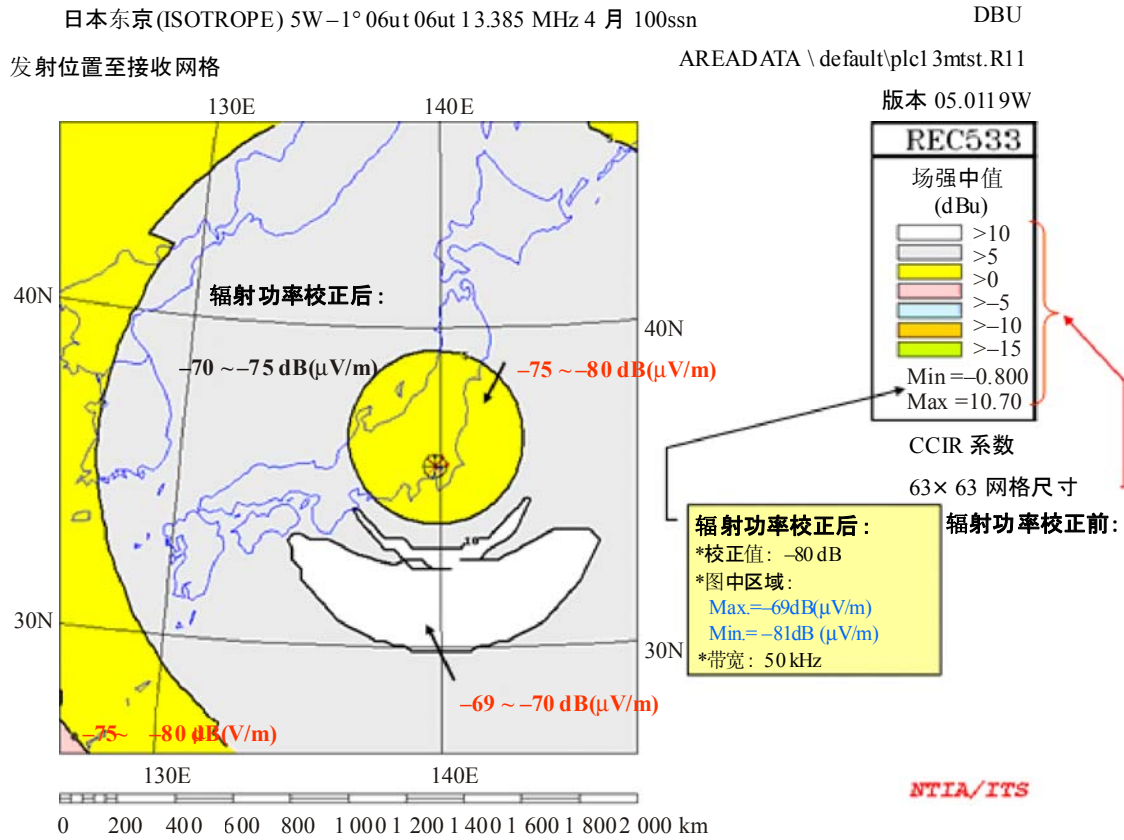 日本东京(ISOTROPE) 5W –1° 06ut 06ut 13.385 MHz 4 月 100ssn
DBU
发射位置至接收网格
AREADATA \ default\plcl 3mtst.R11
版本 05.0119W
130E
140E
REC533
场强中值
(dBu)
>10
>5
>0
>–5
>–10
>–15
Min =–0.800
Max =10.70
CCIR 系数
63× 63 网格尺寸
40N
40N
辐射功率校正后:
–70 ~ –75 dB(μV/m)
–75 ~ –80 dB(μV/m)
10
30N
30N
–69 ~ –70 dB(μV/m)
–75~ –80 dB(V/m)
辐射功率校正后:
*校正值: –80 dB
*图中区域:
Max.=–69dB(μV/m)
Min.= –81dB (μV/m)
*带宽: 50 kHz
辐射功率校正前:
130E
140E
NTIA/ITS
0 200 400 600 800 1 000 1 200 1 400 1 600 1 800 2 000 km